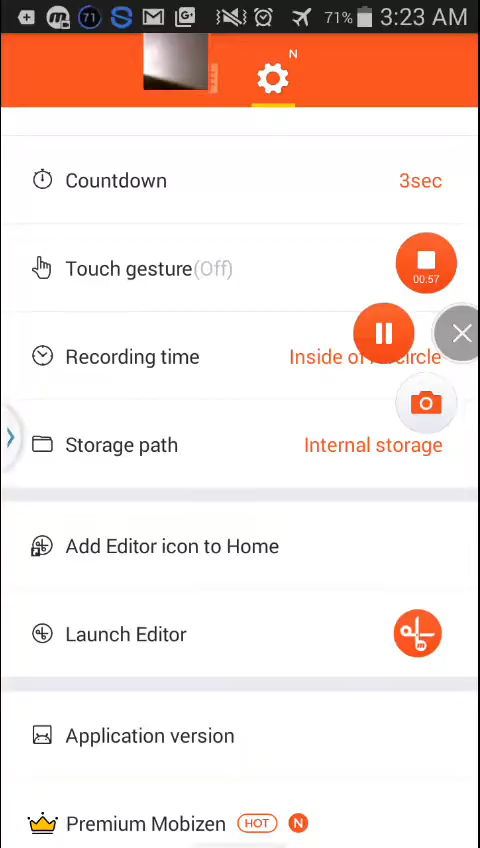 71 71% 3:23 AM
N
Countdown 3sec
Touch gesture(Off)
00:57
Recording time Inside of circle
Storage path Internal storage
Add Editor icon to Home
Launch Editor
Application version
Premium Mobizen HOT N